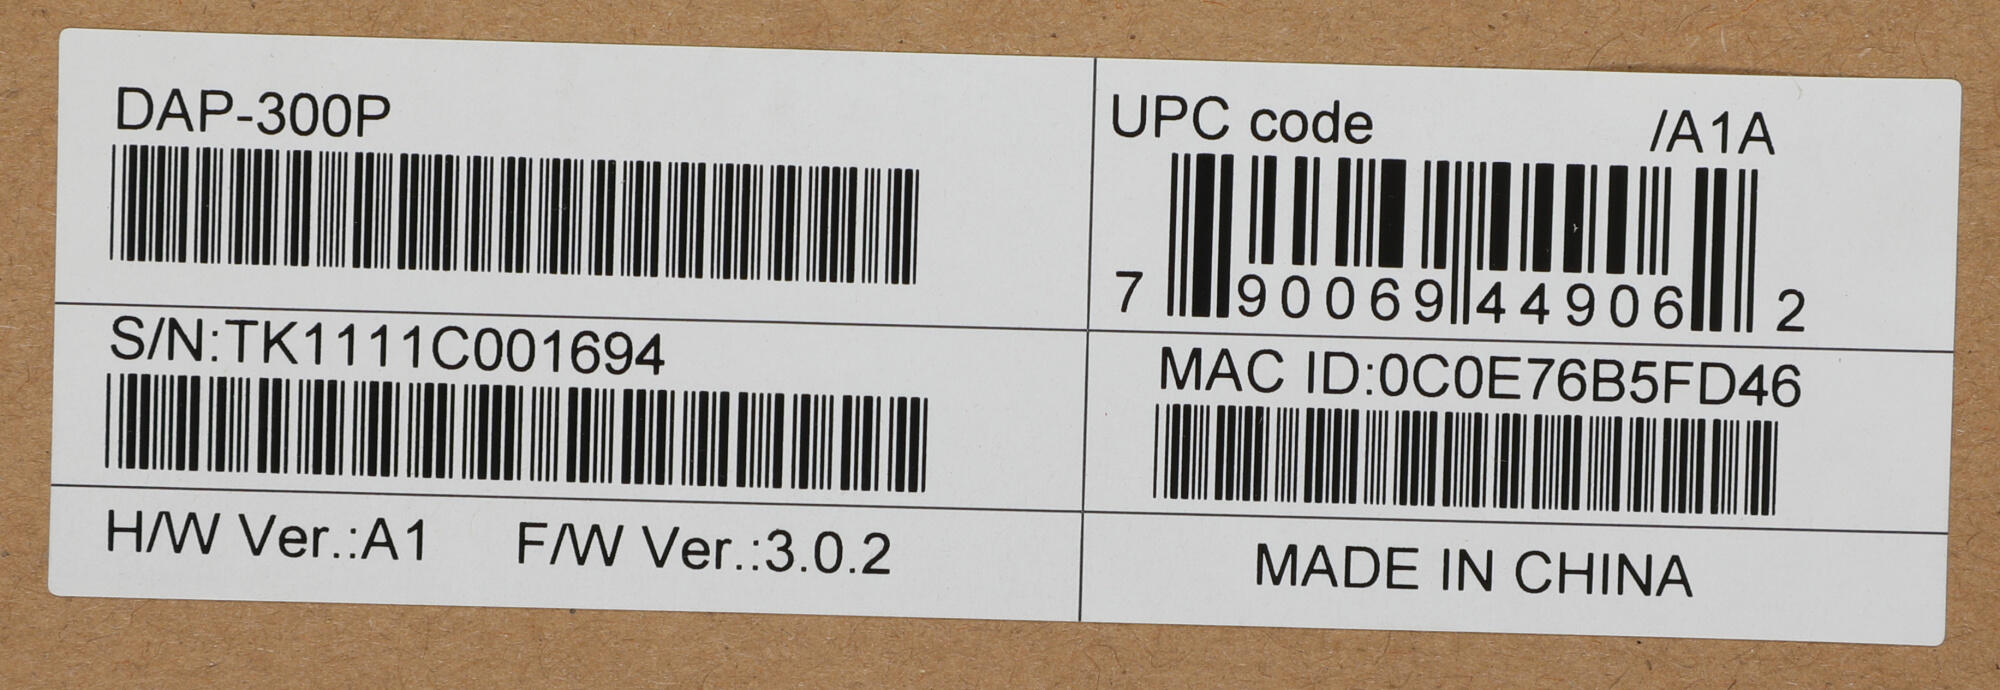 DAP-300P
UPC code /A1A
7 90069 44906 2
S/N:TK1111C001694
MAC ID:0C0E76B5FD46
H/W Ver.:A1 F/W Ver.:3.0.2
MADE IN CHINA